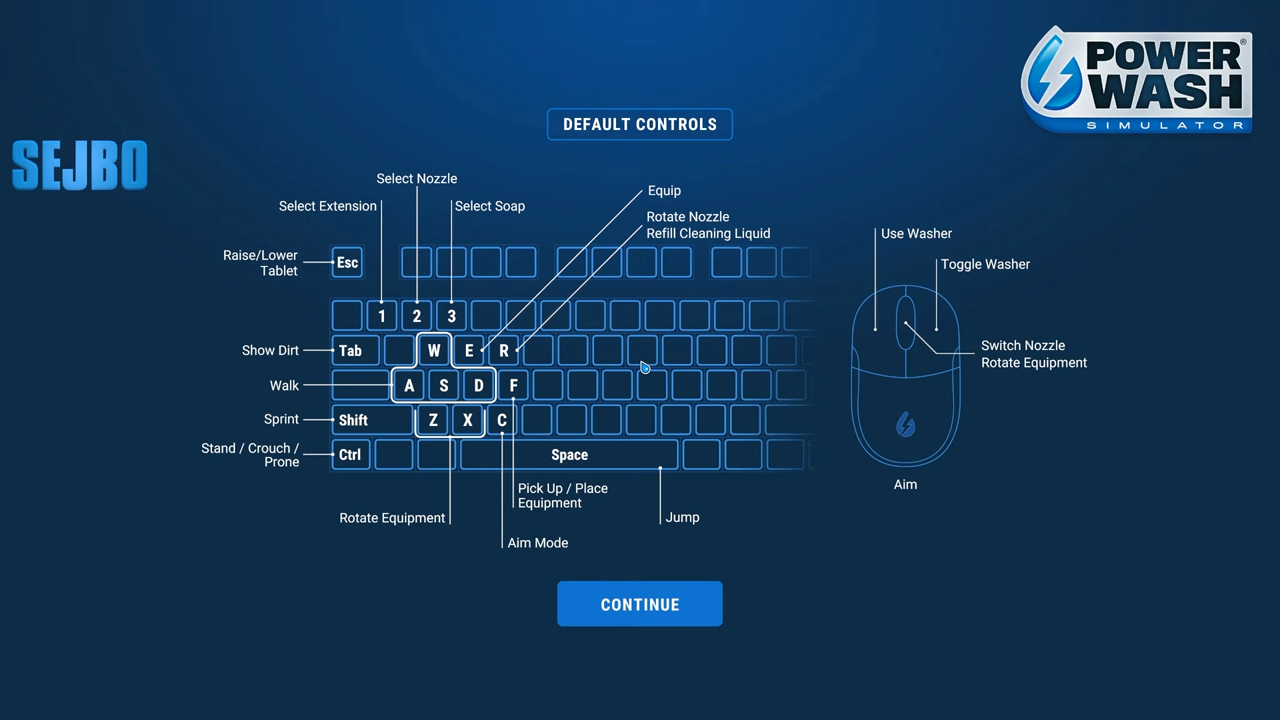 POWER
WASH
SIMULATOR
®
DEFAULT CONTROLS
SEJBO
Select Nozzle
Select Extension
Select Soap
Equip
Rotate Nozzle
Refill Cleaning Liquid
Raise/Lower
Tablet
Esc
1
2
3
Show Dirt
Tab
W
E
R
Walk
A
S
D
F
Sprint
Shift
Z
X
C
Stand / Crouch /
Prone
Ctrl
Space
Pick Up / Place
Equipment
Rotate Equipment
Jump
Aim Mode
Use Washer
Toggle Washer
Switch Nozzle
Rotate Equipment
Aim
CONTINUE